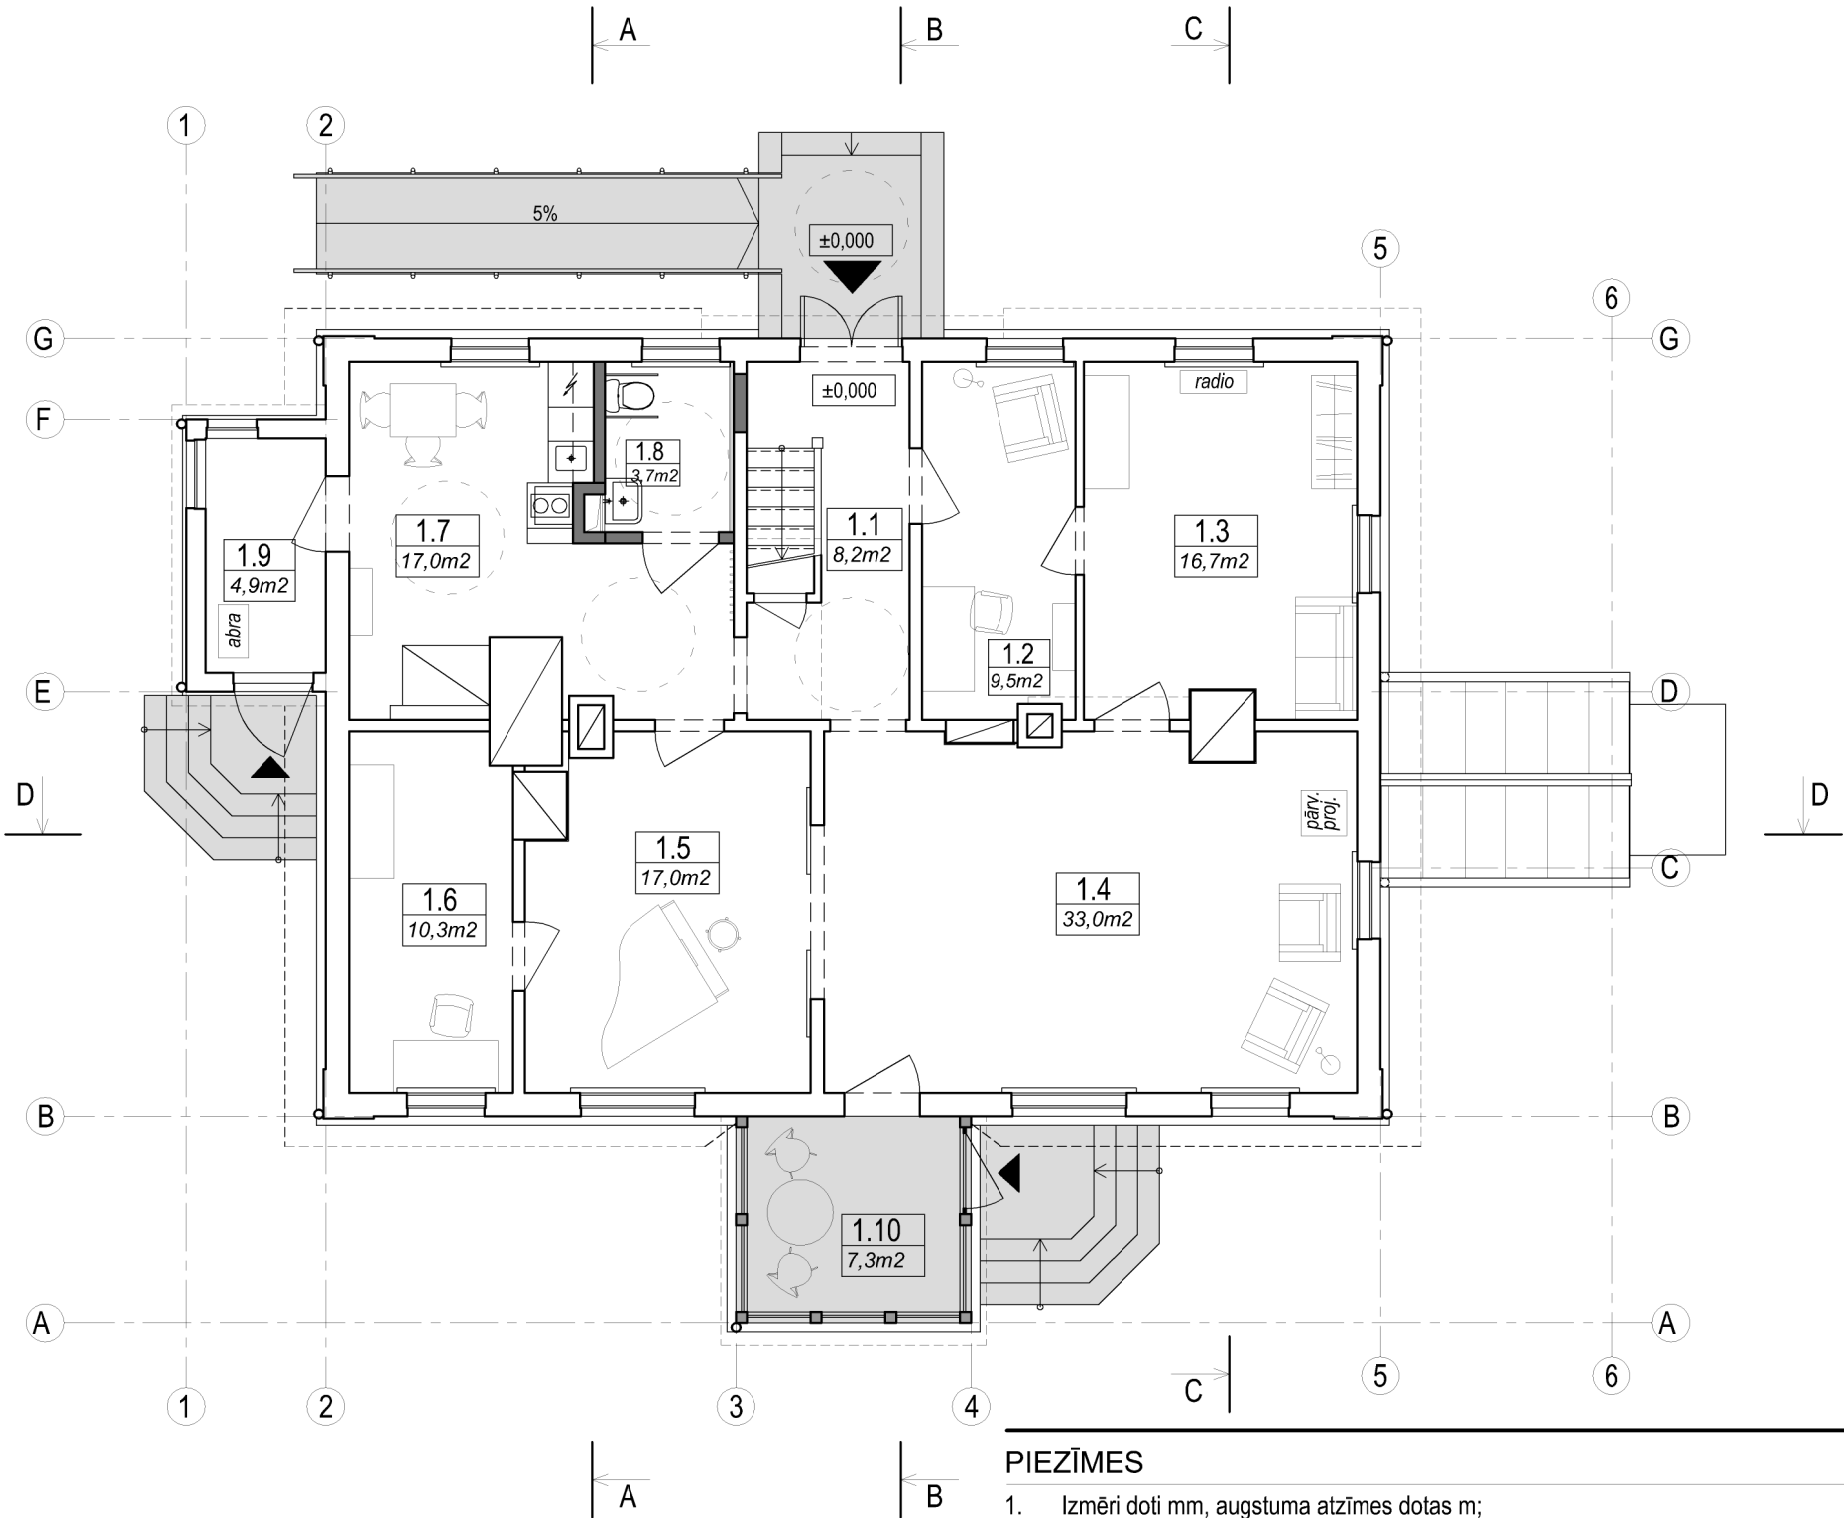 A B C
1 2
5%
±0,000
5
6
G G
±0,000
radio
F
1.8
3,7m2
1.7
17,0m2
1.1
8,2m2
1.3
16,7m2
1.9
4,9m2
abra
1.2
9,5m2
E D
D D
pārv.
proj.
1.5
17,0m2
C
1.4
33,0m2
1.6
10,3m2
B B
1.10
7,3m2
A A
C
5 6
1 2 3 4
PIEZĪMES
A B
1. Izmēri doti mm, augstuma atzīmes dotas m;